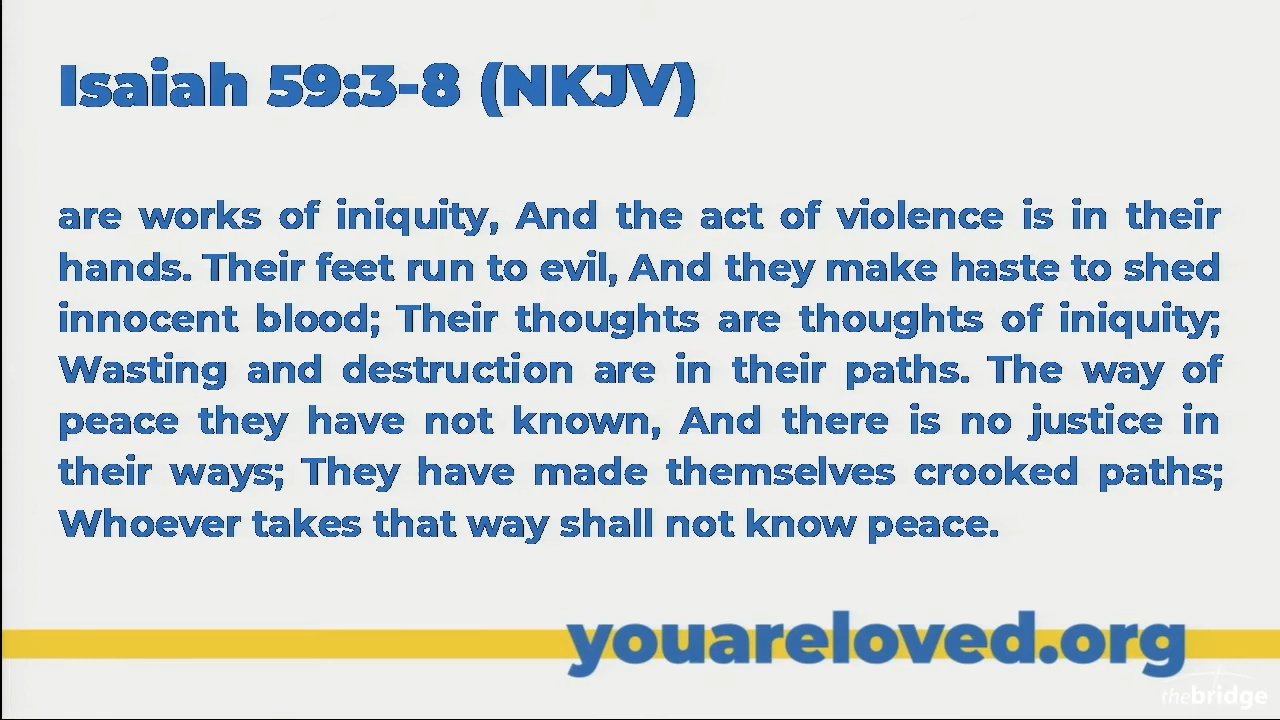 Isaiah 59:3-8 (NKJV)
are works of iniquity, And the act of violence is in their
hands. Their feet run to evil, And they make haste to shed
innocent blood; Their thoughts are thoughts of iniquity;
Wasting and destruction are in their paths. The way of
peace they have not known, And there is no justice in
their ways; They have made themselves crooked paths;
Whoever takes that way shall not know peace.
youareloved.org
thebridge